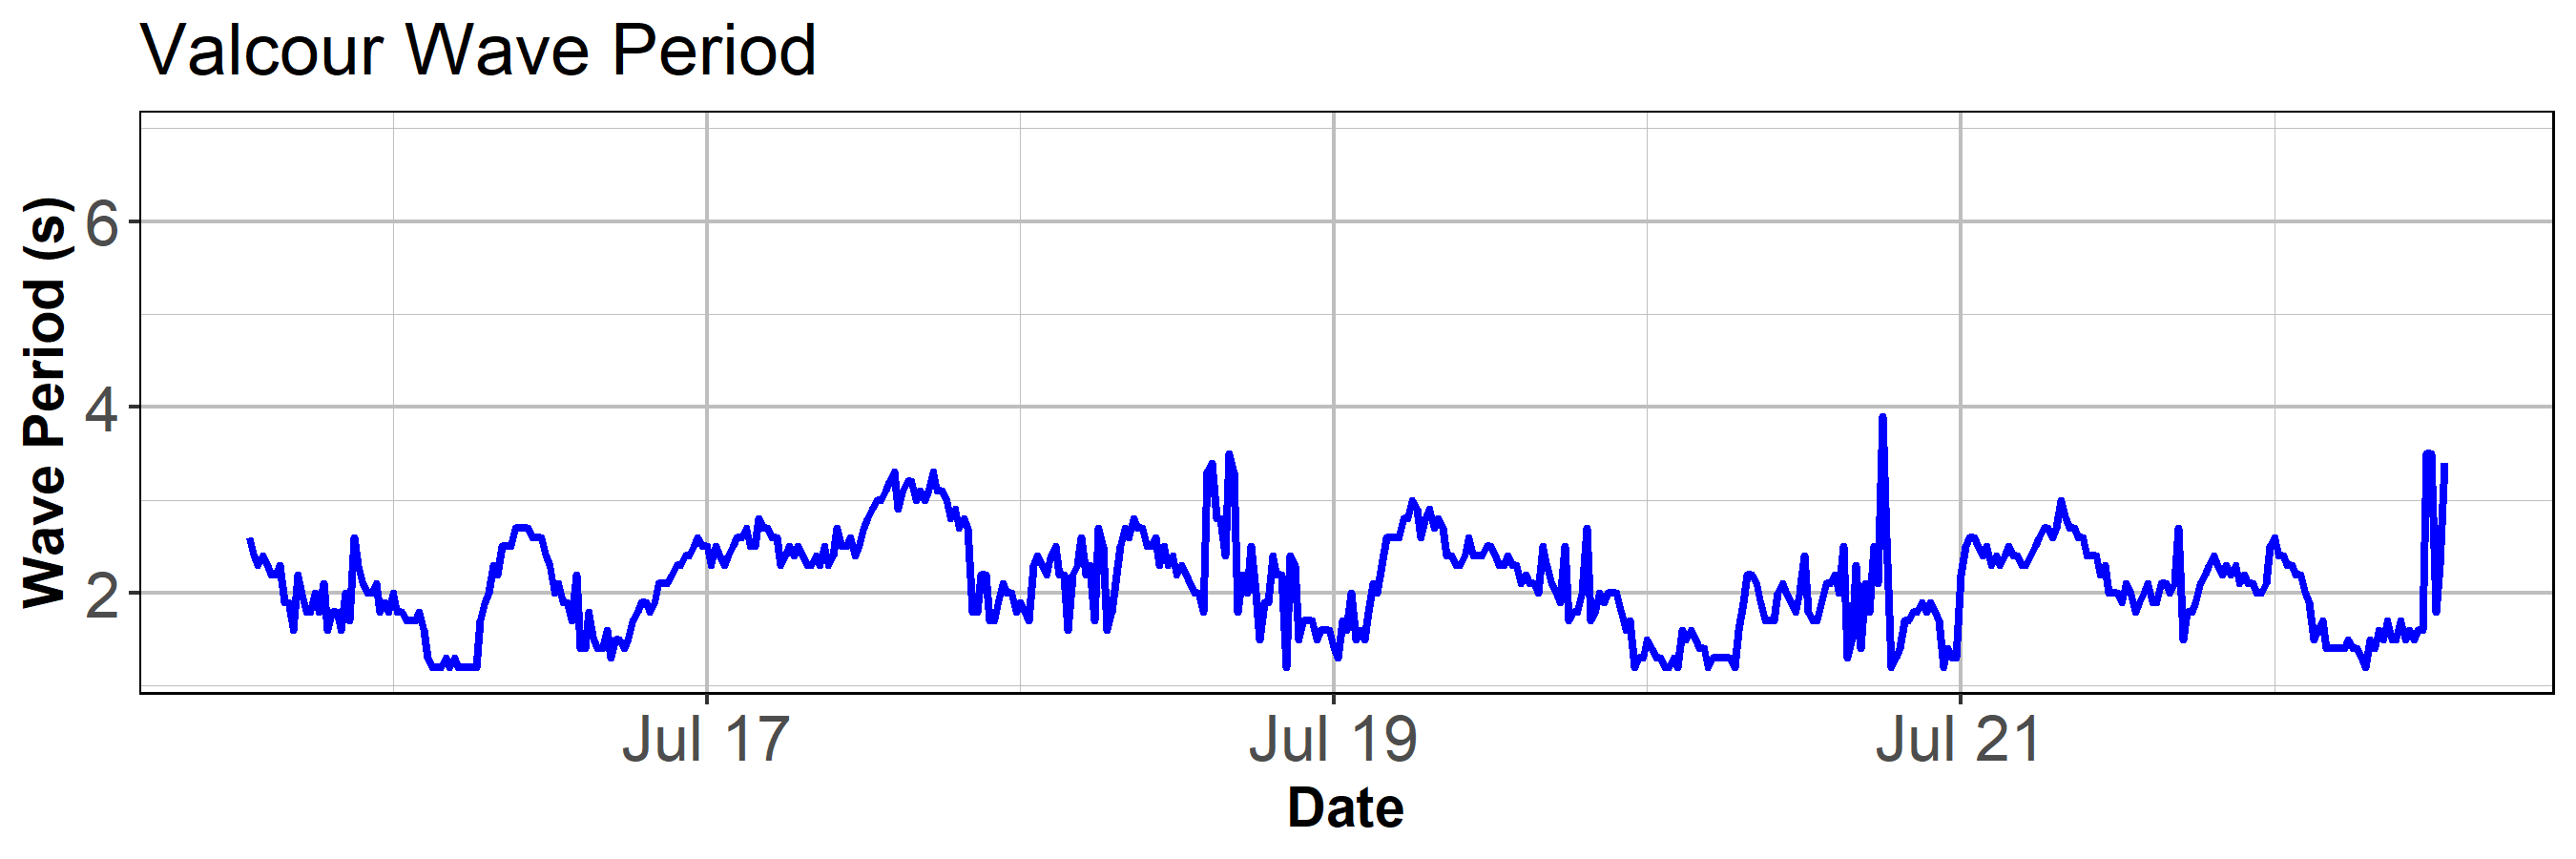 Valcour Wave Period
Wave Period (s)
6
4
2
Jul 17
Jul 19
Jul 21
Date